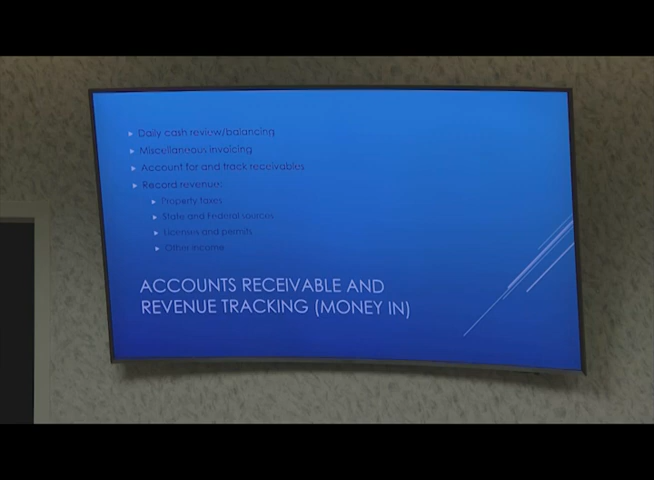 Daily cash review/balancing
Miscellaneous invoicing
Account for and track receivables
Record revenue:
Property taxes
State and Federal sources
Licenses and permits
Other income
ACCOUNTS RECEIVABLE AND
REVENUE TRACKING (MONEY IN)